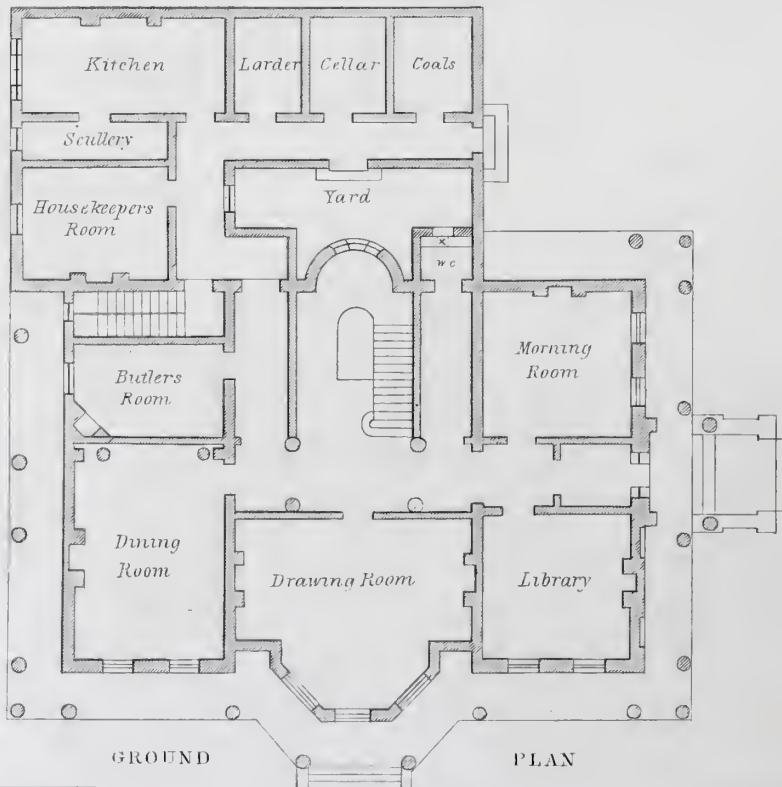 Kitchen
Larder
Cellar
Coals
Scullery
Housekeepers
Room
Yard
wc
Butlers
Room
Morning
Room
Dining
Room
Drawing Room
Library
GROUND PLAN